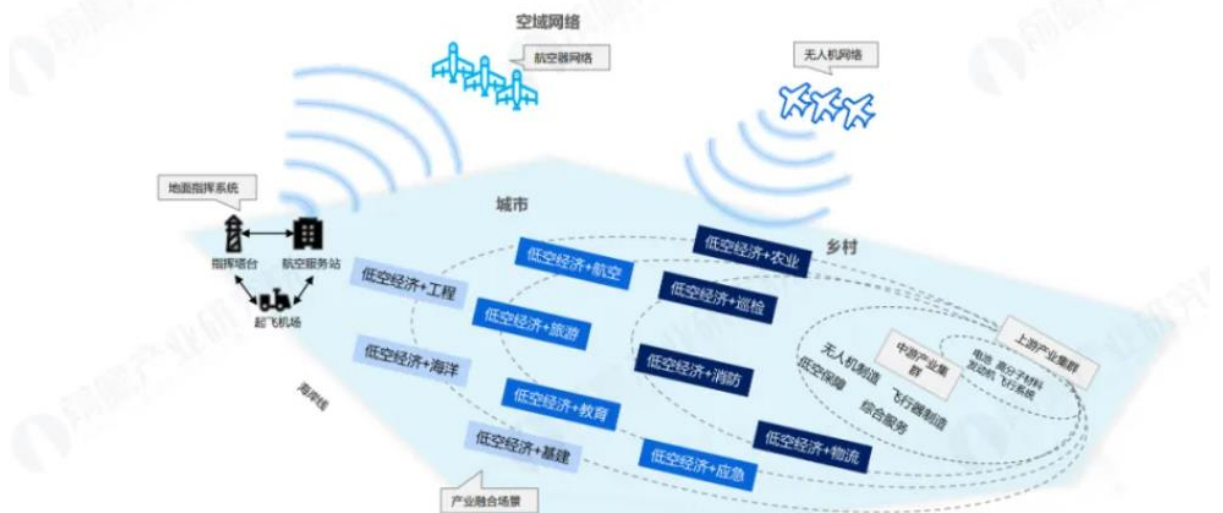 空域网络
航空器网络
无人机网络
地面指挥系统
指挥塔台
航空服务站
起飞机场
城市
乡村
低空经济+农业
低空经济+航空
低空经济+工程
低空经济+巡检
低空经济+旅游
低空经济+海洋
低空经济+消防
低空经济+教育
低空经济+基建
低空经济+应急
低空经济+物流
上游产业集群
电池 高分子材料
发动机 飞行系统
中游产业集
群
无人机制造
低空保障
飞行器制造
综合服务
海岸线
产业融合场景